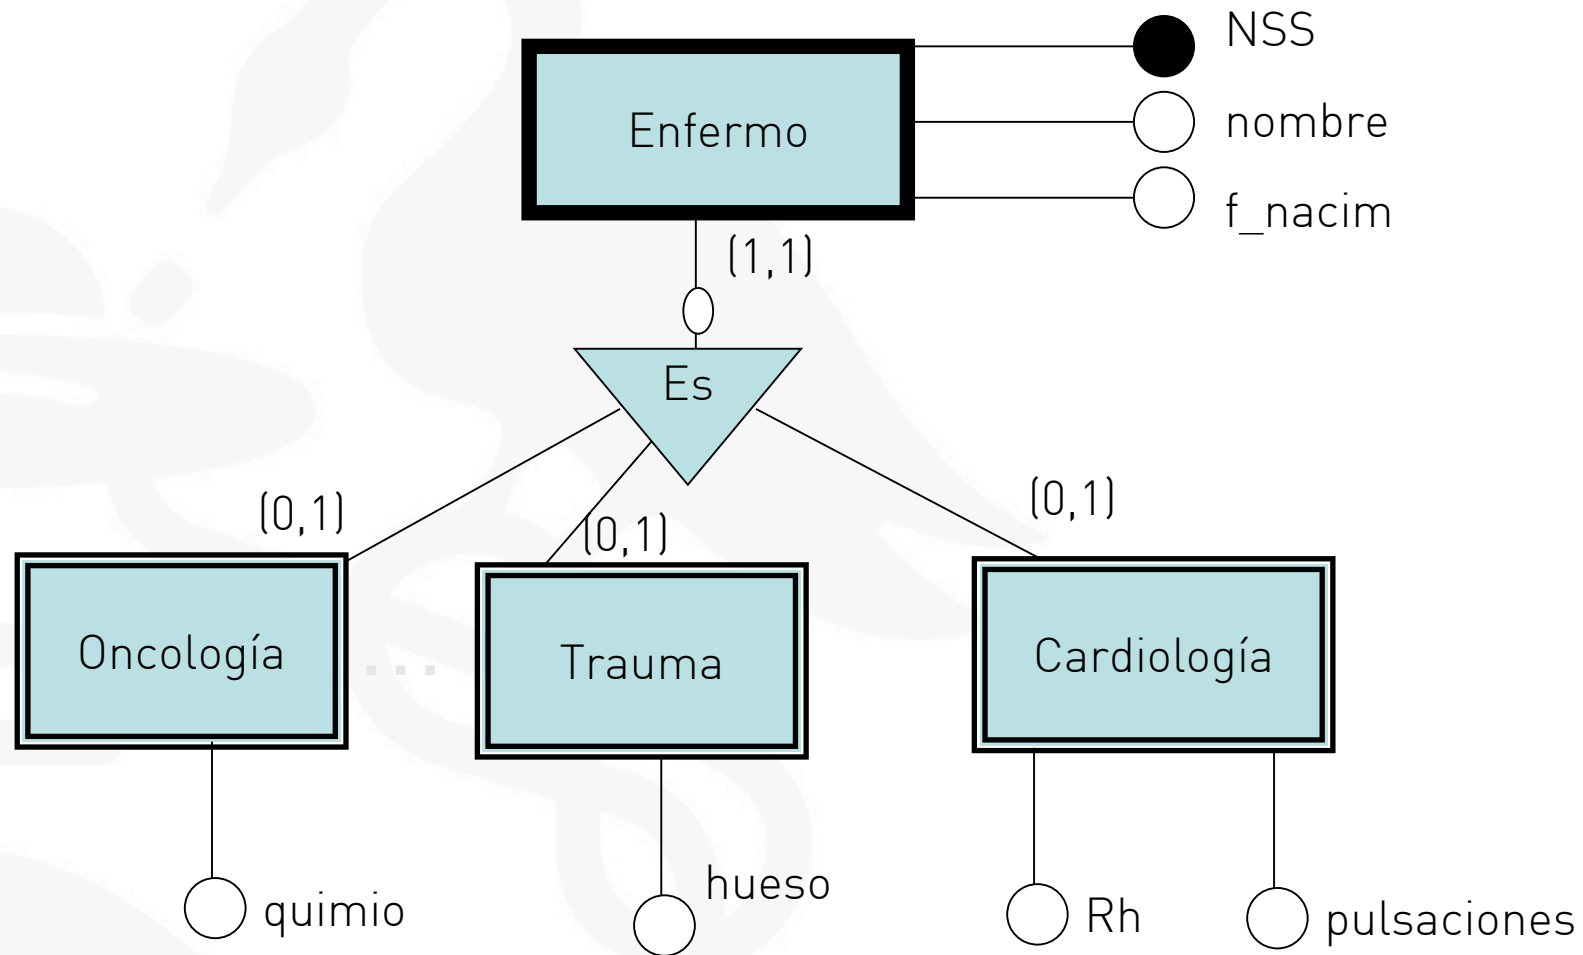 NSS
Enfermo
nombre
f_nacim
(1,1)
Es
(0,1)
(0,1)
(0,1)
Oncología
...
Trauma
Cardiología
quimio
hueso
Rh
pulsaciones